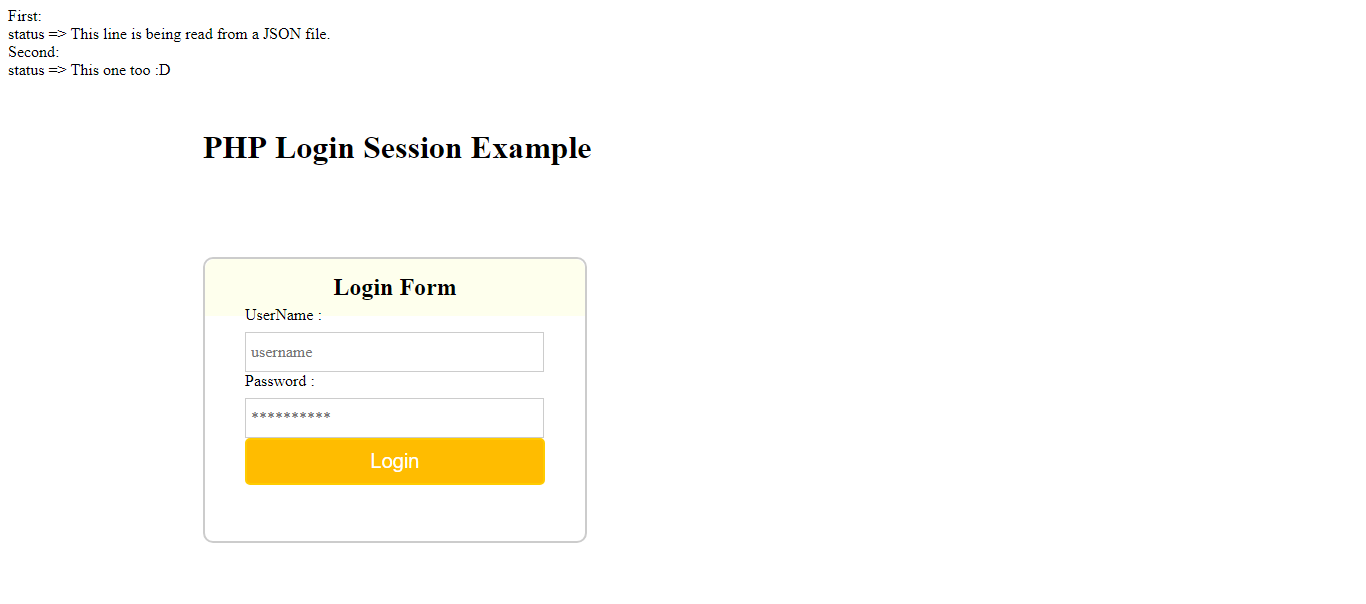 First:
status => This line is being read from a JSON file.
Second:
status => This one too :D
PHP Login Session Example
Login Form
UserName :
username
Password :
**********
Login